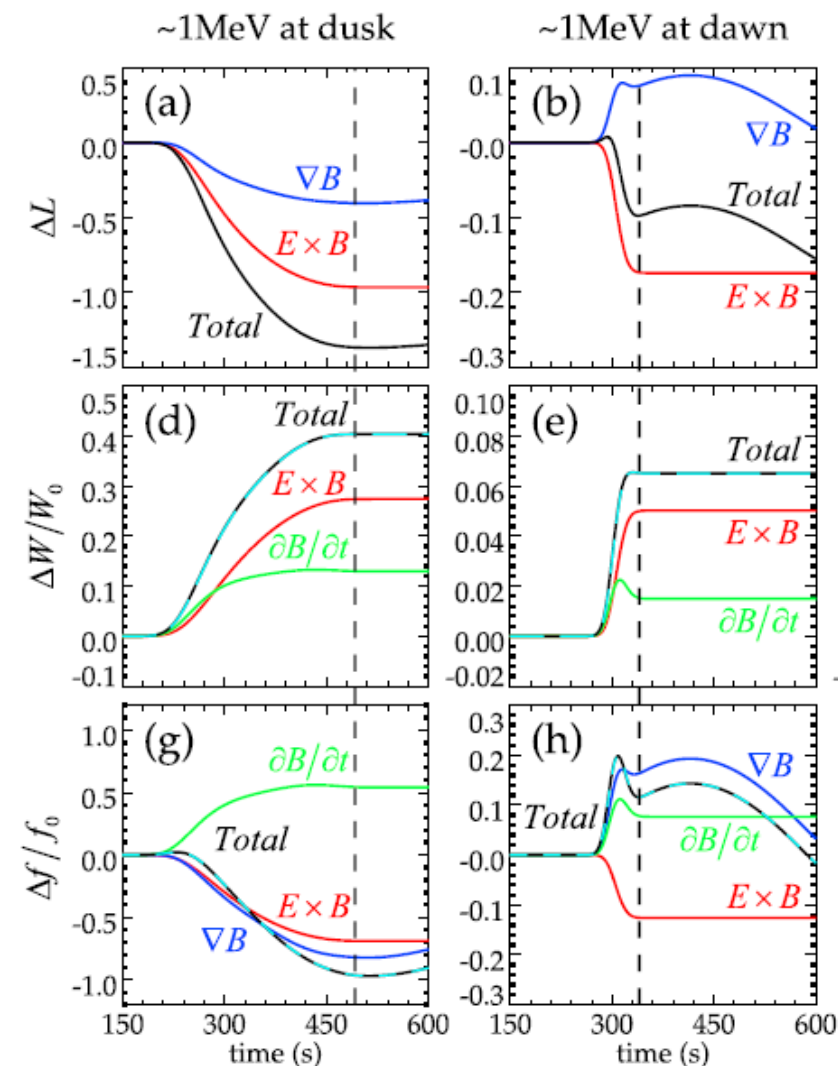 ~1MeV at dusk ~1MeV at dawn
0.5 (a) ∇B 0.1 (b) ∇B
0.0 -0.0
ΔL -0.5 E × B Total -0.1 Total
-1.0 -0.2 E × B
-1.5 -0.3
0.5 (d) Total 0.10 (e)
0.4 0.08 Total
0.3 E × B 0.06
ΔW/W₀ 0.2 ∂B/∂t 0.04 E × B
0.1 0.02
0.0 0.00 ∂B/∂t
-0.1 -0.02
1.0 (g) ∂B/∂t 0.3 (h) ∇B
0.5 0.2
Δf / f₀ 0.0 Total 0.1 Total ∂B/∂t
-0.0
-0.5 E × B -0.1 E × B
∇B -0.2
-1.0 -0.3
150 300 450 600 150 300 450 600
time (s) time (s)